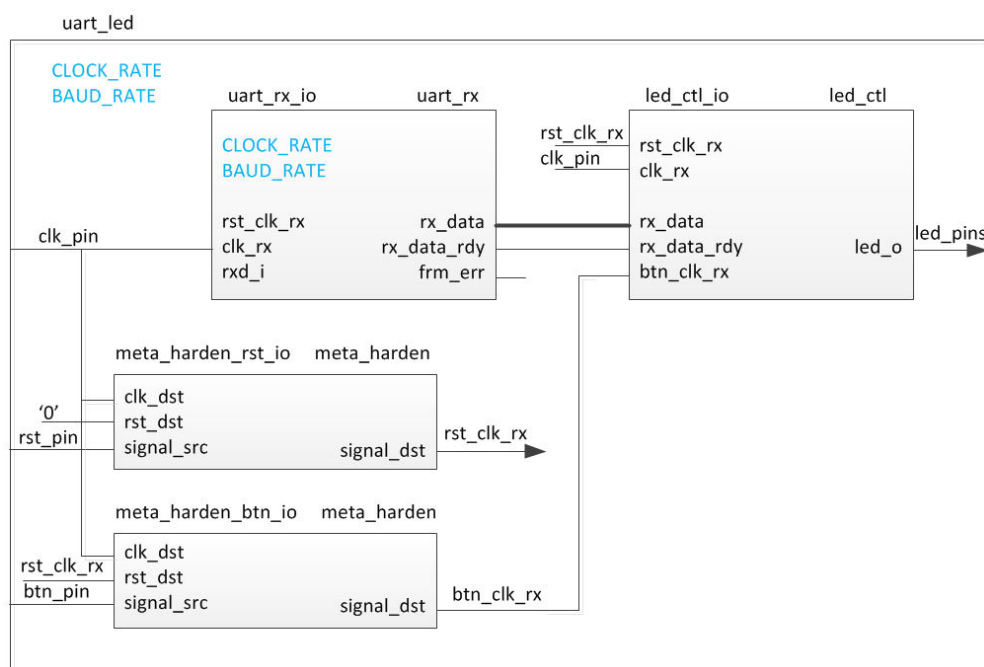 uart_led
CLOCK_RATE
BAUD_RATE
uart_rx_io uart_rx
CLOCK_RATE
BAUD_RATE
rst_clk_rx rx_data
clk_rx rx_data_rdy
rxd_i frm_err
led_ctl_io led_ctl
rst_clk_rx
clk_pin
rst_clk_rx
clk_rx
rx_data
rx_data_rdy led_o
btn_clk_rx
led_pins
clk_pin
meta_harden_rst_io meta_harden
clk_dst
‘0’ rst_dst
rst_pin signal_src signal_dst rst_clk_rx
meta_harden_btn_io meta_harden
clk_dst
rst_clk_rx rst_dst
btn_pin signal_src signal_dst btn_clk_rx